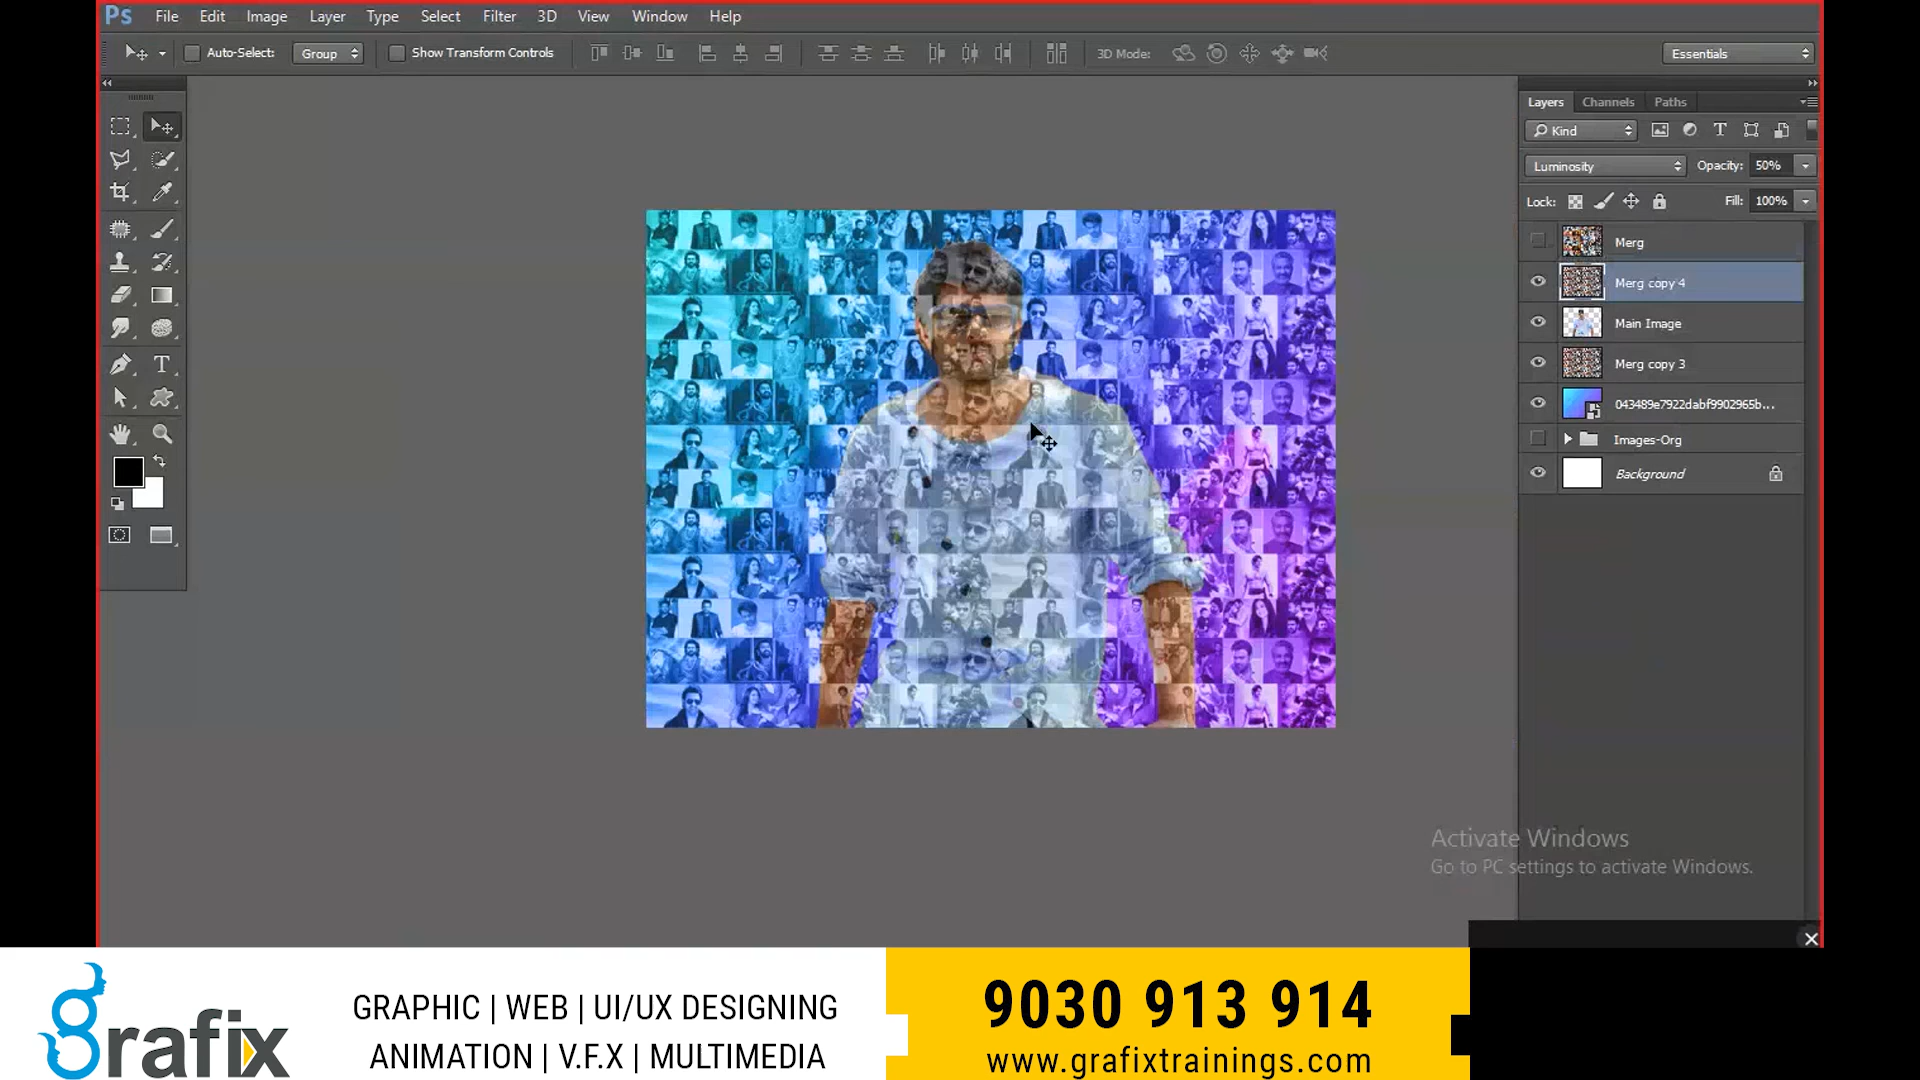 Ps File Edit Image Layer Type Select Filter 3D View Window Help
Auto-Select: Group Show Transform Controls 3D Mode: Essentials
Layers Channels Paths
Kind
Luminosity Opacity: 50%
Lock: Fill: 100%
Merg
Merg copy 4
Main Image
Merg copy 3
043489e7922dabf9902965b...
Images-Org
Background
Activate Windows
Go to PC settings to activate Windows.
grafix
GRAPHIC | WEB | UI/UX DESIGNING
ANIMATION | V.F.X | MULTIMEDIA
9030 913 914
www.grafixtrainings.com